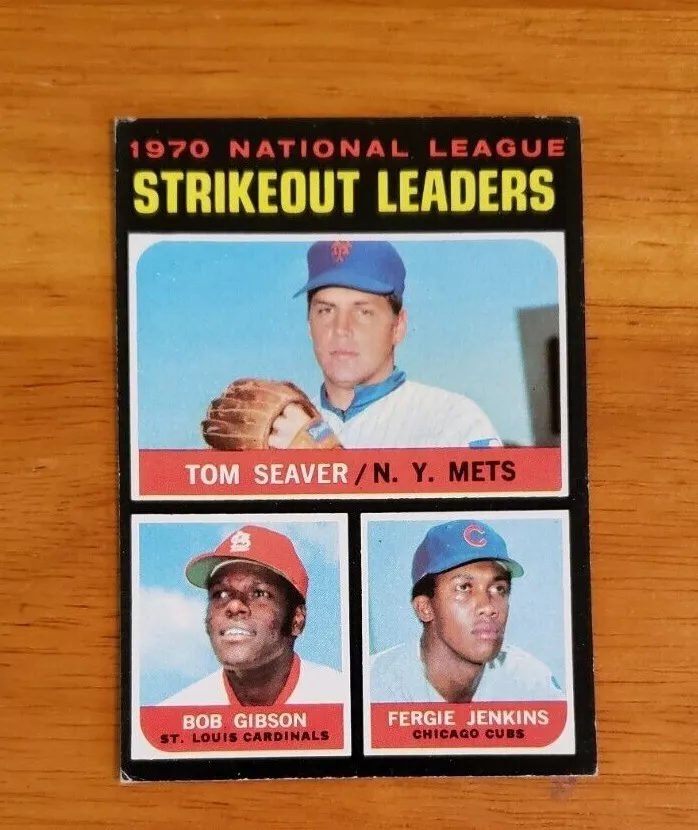 1970 NATIONAL LEAGUE
STRIKEOUT LEADERS
TOM SEAVER / N. Y. METS
BOB GIBSON
ST. LOUIS CARDINALS
FERGIE JENKINS
CHICAGO CUBS